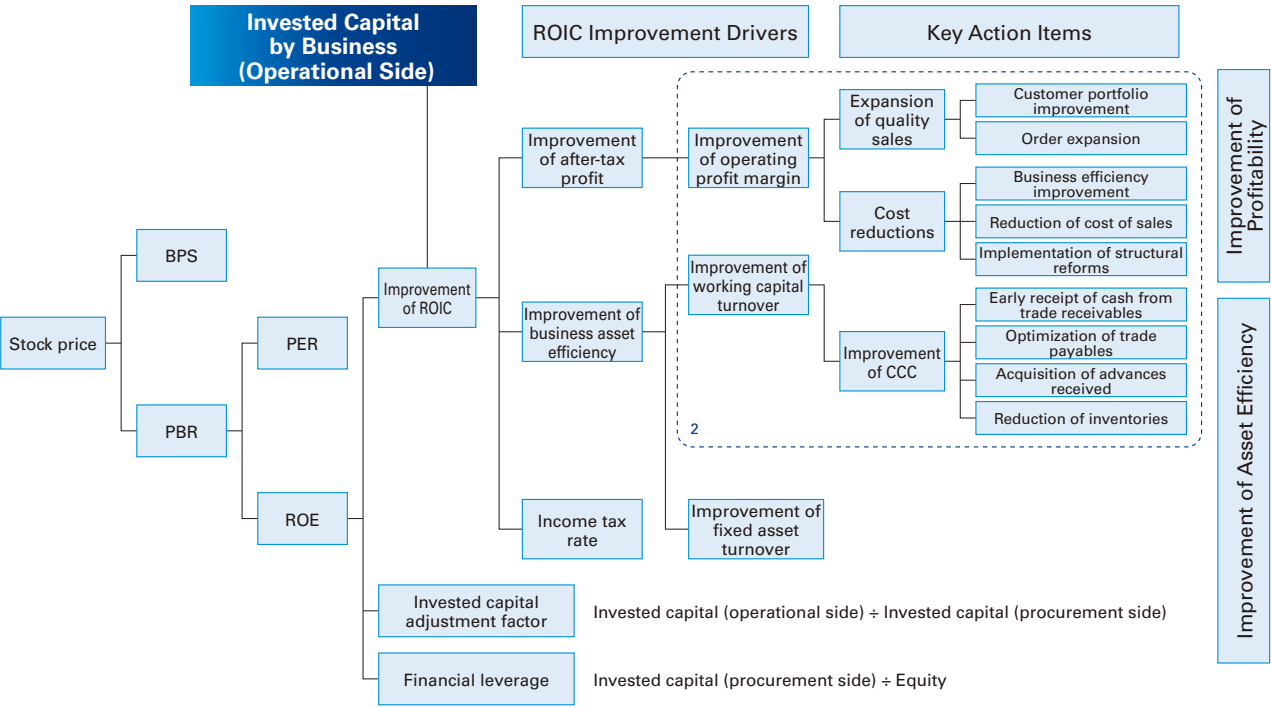 Invested Capital
by Business
(Operational Side)
ROIC Improvement Drivers
Key Action Items
Stock price
BPS
PBR
PER
ROE
Improvement
of ROIC
Invested capital
adjustment factor
Invested capital (operational side) ÷ Invested capital (procurement side)
Financial leverage
Invested capital (procurement side) ÷ Equity
Improvement
of after-tax
profit
Improvement of
business asset
efficiency
Income tax
rate
Improvement
of operating
profit margin
Improvement of
working capital
turnover
Improvement of
fixed asset
turnover
2
Expansion
of quality
sales
Cost
reductions
Improvement
of CCC
Customer portfolio
improvement
Order expansion
Business efficiency
improvement
Reduction of cost of sales
Implementation of structural
reforms
Early receipt of cash from
trade receivables
Optimization of trade
payables
Acquisition of advances
received
Reduction of inventories
Improvement of
Profitability
Improvement of Asset Efficiency